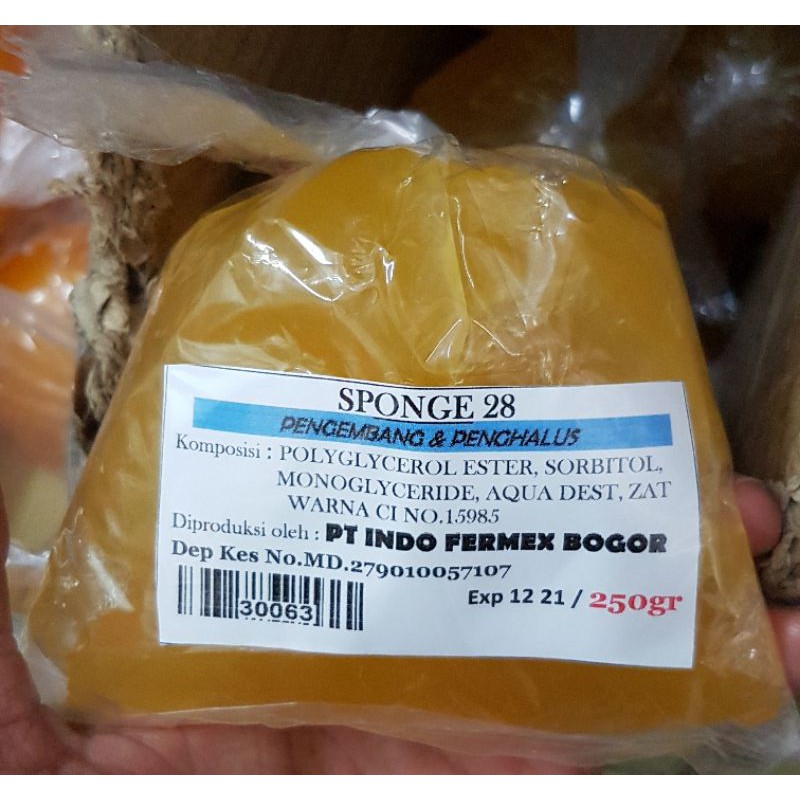 SPONGE 28
PENGEMBANG & PENGHALUS
Komposisi : POLYGLYCEROL ESTER, SORBITOL,
MONOGLYCERIDE, AQUA DEST, ZAT
WARNA CI NO.15985
Diproduksi oleh : PT INDO FERMEX BOGOR
Dep Kes No.MD.279010057107
30063
Exp 12 21 / 250gr